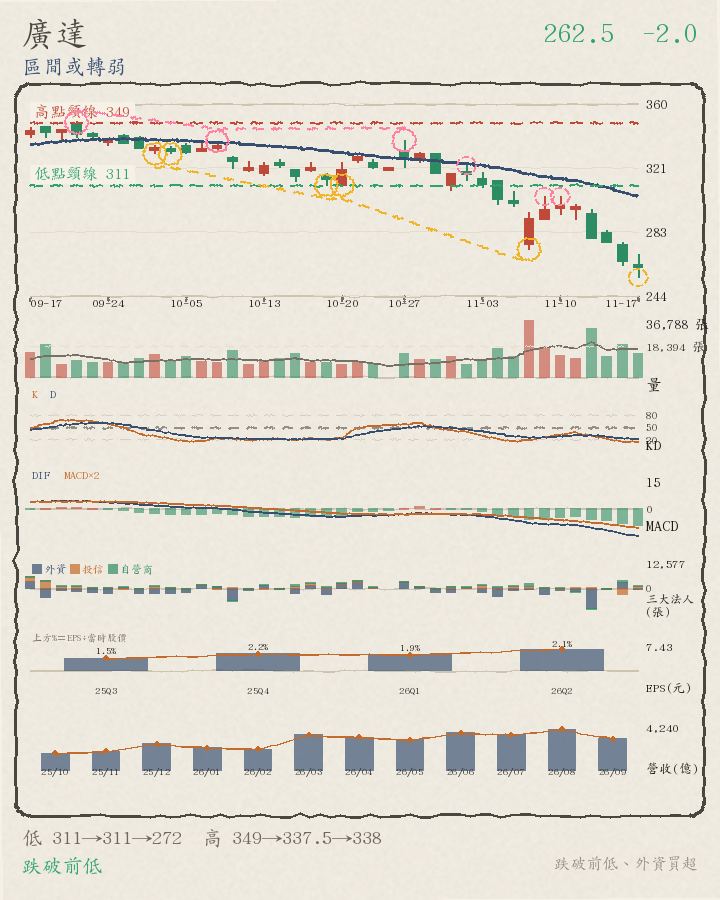 廣達
262.5 -2.0
區間或轉弱
高點頸線 349
低點頸線 311
360
321
283
244
09-17 09-24 10-05 10-13 10-20 10-27 11-03 11-10 11-17
36,788 張
18,394 張
量
K D
80
50
20
KD
DIF MACD×2
15
0
MACD
外資 投信 自營商
12,577
0
三大法人
(張)
上方%=EPS÷當時股價
1.5% 2.2% 1.9% 2.1%
7.43
25Q3 25Q4 26Q1 26Q2
EPS(元)
4,240
25/10 25/11 25/12 26/01 26/02 26/03 26/04 26/05 26/06 26/07 26/08 26/09
營收(億)
低 311→311→272 高 349→337.5→338
跌破前低
跌破前低、外資買超